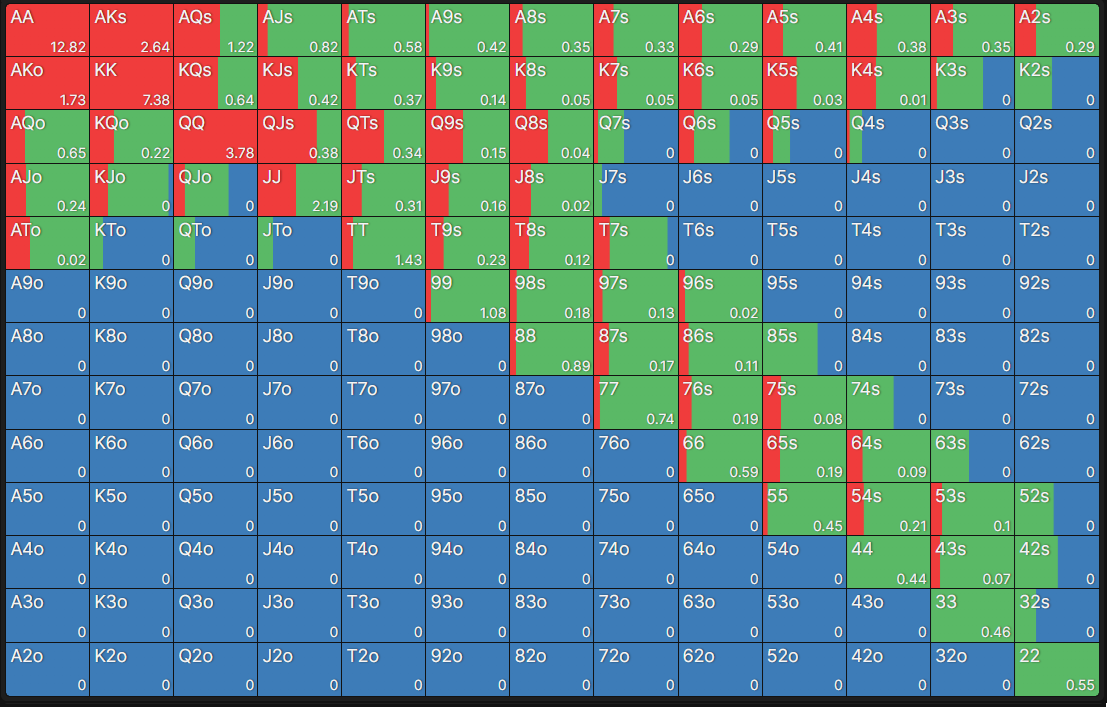 AA AKs AQs AJs ATs A9s A8s A7s A6s A5s A4s A3s A2s
12.82 2.64 1.22 0.82 0.58 0.42 0.35 0.33 0.29 0.41 0.38 0.35 0.29
AKo KK KQs KJs KTs K9s K8s K7s K6s K5s K4s K3s K2s
1.73 7.38 0.64 0.42 0.37 0.14 0.05 0.05 0.05 0.03 0.01 0 0
AQo KQo QQ QJs QTs Q9s Q8s Q7s Q6s Q5s Q4s Q3s Q2s
0.65 0.22 3.78 0.38 0.34 0.15 0.04 0 0 0 0 0 0
AJo KJo QJo JJ JTs J9s J8s J7s J6s J5s J4s J3s J2s
0.24 0 0 2.19 0.31 0.16 0.02 0 0 0 0 0 0
ATo KTo QTo JTo TT T9s T8s T7s T6s T5s T4s T3s T2s
0.02 0 0 0 1.43 0.23 0.12 0 0 0 0 0 0
A9o K9o Q9o J9o T9o 99 98s 97s 96s 95s 94s 93s 92s
0 0 0 0 0 1.08 0.18 0.13 0.02 0 0 0 0
A8o K8o Q8o J8o T8o 98o 88 87s 86s 85s 84s 83s 82s
0 0 0 0 0 0 0.89 0.17 0.11 0 0 0 0
A7o K7o Q7o J7o T7o 97o 87o 77 76s 75s 74s 73s 72s
0 0 0 0 0 0 0 0.74 0.19 0.08 0 0 0
A6o K6o Q6o J6o T6o 96o 86o 76o 66 65s 64s 63s 62s
0 0 0 0 0 0 0 0 0.59 0.19 0.09 0 0
A5o K5o Q5o J5o T5o 95o 85o 75o 65o 55 54s 53s 52s
0 0 0 0 0 0 0 0 0 0.45 0.21 0.1 0
A4o K4o Q4o J4o T4o 94o 84o 74o 64o 54o 44 43s 42s
0 0 0 0 0 0 0 0 0 0 0.44 0.07 0
A3o K3o Q3o J3o T3o 93o 83o 73o 63o 53o 43o 33 32s
0 0 0 0 0 0 0 0 0 0 0 0.46 0
A2o K2o Q2o J2o T2o 92o 82o 72o 62o 52o 42o 32o 22
0 0 0 0 0 0 0 0 0 0 0 0 0.55